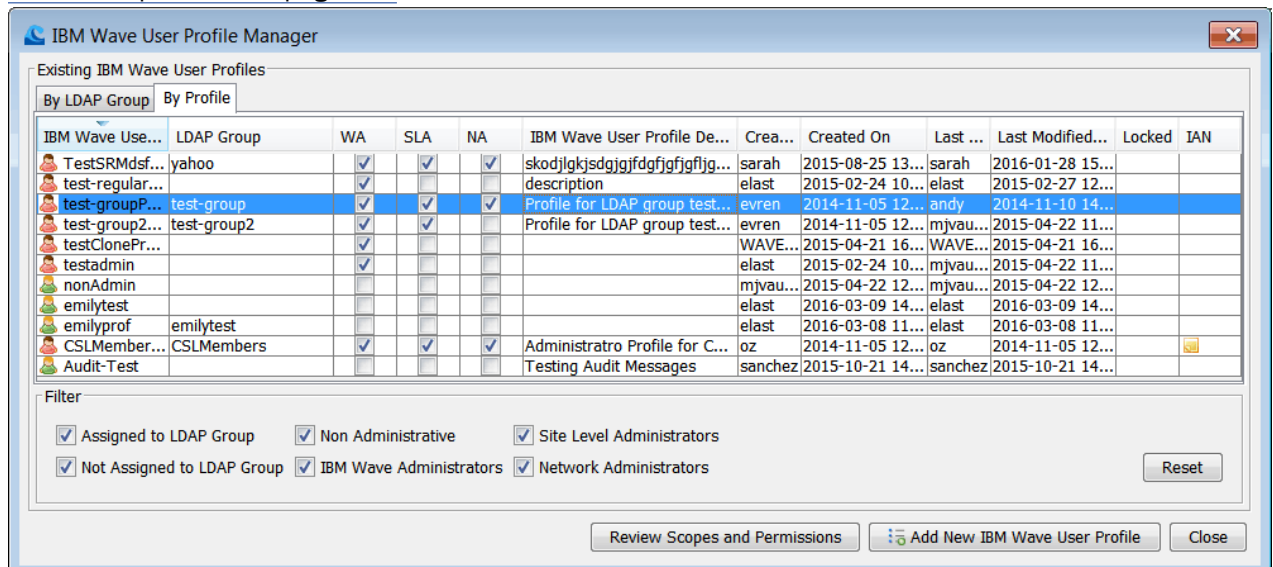 IBM Wave User Profile Manager
Existing IBM Wave User Profiles
By LDAP Group By Profile
IBM Wave Use... LDAP Group WA SLA NA IBM Wave User Profile De... Crea... Created On Last ... Last Modified... Locked IAN
TestSRMdsf... yahoo skodjlgkjsdgjgjfdgfjgfjgfljg... sarah 2015-08-25 13... sarah 2016-01-28 15...
test-regular... description elast 2015-02-24 10... elast 2015-02-27 12...
test-groupP... test-group Profile for LDAP group test... evren 2014-11-05 12... andy 2014-11-10 14...
test-group2... test-group2 Profile for LDAP group test... evren 2014-11-05 12... mjvau... 2015-04-22 11...
testClonePr... WAVE... 2015-04-21 16... WAVE... 2015-04-21 16...
testadmin elast 2015-02-24 10... mjvau... 2015-04-22 11...
nonAdmin mjvau... 2015-04-22 12... mjvau... 2015-04-22 12...
emilytest elast 2016-03-09 14... elast 2016-03-09 14...
emilyprof emilytest elast 2016-03-08 11... elast 2016-03-08 11...
CSLMember... CSLMembers Administratro Profile for C... oz 2014-11-05 12... oz 2014-11-05 12...
Audit-Test Testing Audit Messages sanchez 2015-10-21 14... sanchez 2015-10-21 14...
Filter
Assigned to LDAP Group Non Administrative Site Level Administrators
Not Assigned to LDAP Group IBM Wave Administrators Network Administrators Reset
Review Scopes and Permissions Add New IBM Wave User Profile Close